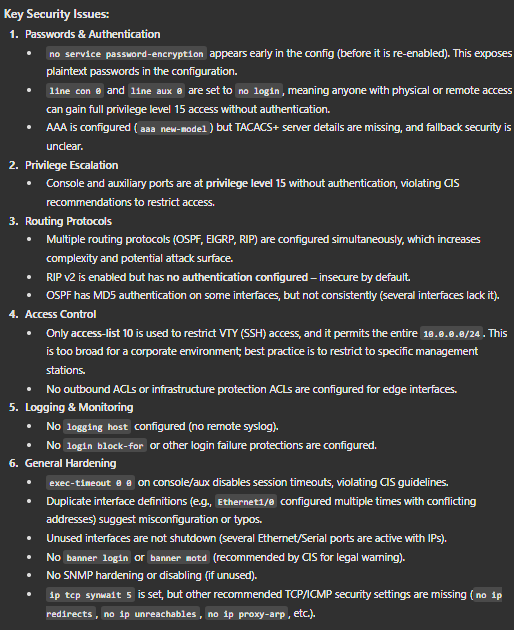 Key Security Issues:
1. Passwords & Authentication
• no service password-encryption appears early in the config (before it is re-enabled). This exposes
plaintext passwords in the configuration.
• line con 0 and line aux 0 are set to no login, meaning anyone with physical or remote access
can gain full privilege level 15 access without authentication.
• AAA is configured (aaa new-model) but TACACS+ server details are missing, and fallback security is
unclear.
2. Privilege Escalation
• Console and auxiliary ports are at privilege level 15 without authentication, violating CIS
recommendations to restrict access.
3. Routing Protocols
• Multiple routing protocols (OSPF, EIGRP, RIP) are configured simultaneously, which increases
complexity and potential attack surface.
• RIP v2 is enabled but has no authentication configured – insecure by default.
• OSPF has MD5 authentication on some interfaces, but not consistently (several interfaces lack it).
4. Access Control
• Only access-list 10 is used to restrict VTY (SSH) access, and it permits the entire 10.0.0.0/24. This
is too broad for a corporate environment; best practice is to restrict to specific management
stations.
• No outbound ACLs or infrastructure protection ACLs are configured for edge interfaces.
5. Logging & Monitoring
• No logging host configured (no remote syslog).
• No login block-for or other login failure protections are configured.
6. General Hardening
• exec-timeout 0 0 on console/aux disables session timeouts, violating CIS guidelines.
• Duplicate interface definitions (e.g., Ethernet1/0 configured multiple times with conflicting
addresses) suggest misconfiguration or typos.
• Unused interfaces are not shutdown (several Ethernet/Serial ports are active with IPs).
• No banner login or banner motd (recommended by CIS for legal warning).
• No SNMP hardening or disabling (if unused).
• ip tcp synwait 5 is set, but other recommended TCP/ICMP security settings are missing (no ip
redirects, no ip unreachables, no ip proxy-arp, etc.).